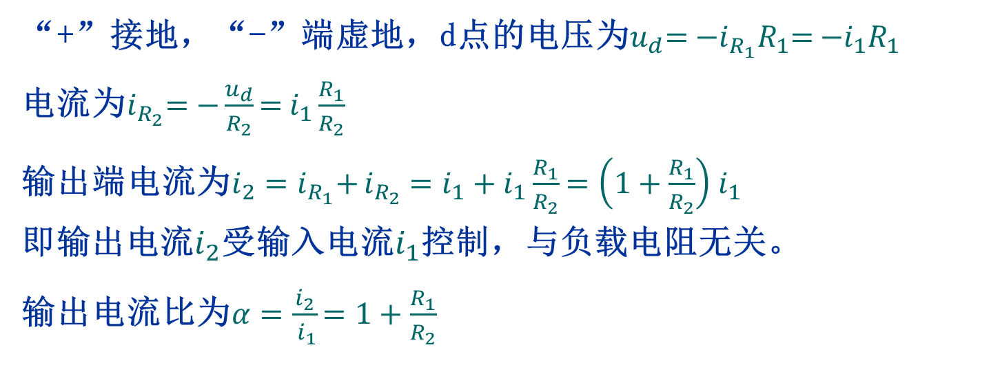 “+”接地，“−”端虚地，d点的电压为$u_d = -i_{R_1}R_1 = -i_1R_1$
电流为$i_{R_2} = -\frac{u_d}{R_2} = i_1\frac{R_1}{R_2}$
输出端电流为$i_2 = i_{R_1} + i_{R_2} = i_1 + i_1\frac{R_1}{R_2} = \left(1 + \frac{R_1}{R_2}\right)i_1$
即输出电流$i_2$受输入电流$i_1$控制，与负载电阻无关。
输出电流比为$\alpha = \frac{i_2}{i_1} = 1 + \frac{R_1}{R_2}$